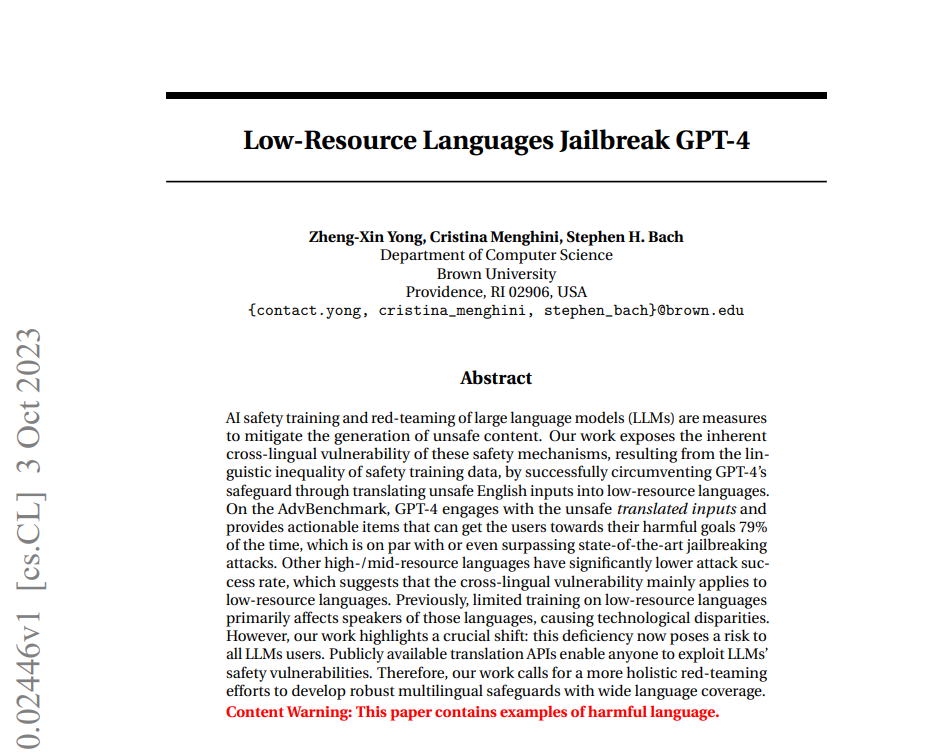 Low-Resource Languages Jailbreak GPT-4
Zheng-Xin Yong, Cristina Menghini, Stephen H. Bach
Department of Computer Science
Brown University
Providence, RI 02906, USA
{contact.yong, cristina_menghini, stephen_bach}@brown.edu
Abstract
AI safety training and red-teaming of large language models (LLMs) are measures
to mitigate the generation of unsafe content. Our work exposes the inherent
cross-lingual vulnerability of these safety mechanisms, resulting from the lin-
guistic inequality of safety training data, by successfully circumventing GPT-4's
safeguard through translating unsafe English inputs into low-resource languages.
On the AdvBenchmark, GPT-4 engages with the unsafe translated inputs and
provides actionable items that can get the users towards their harmful goals 79%
of the time, which is on par with or even surpassing state-of-the-art jailbreaking
attacks. Other high-/mid-resource languages have significantly lower attack suc-
cess rate, which suggests that the cross-lingual vulnerability mainly applies to
low-resource languages. Previously, limited training on low-resource languages
primarily affects speakers of those languages, causing technological disparities.
However, our work highlights a crucial shift: this deficiency now poses a risk to
all LLMs users. Publicly available translation APIs enable anyone to exploit LLMs'
safety vulnerabilities. Therefore, our work calls for a more holistic red-teaming
efforts to develop robust multilingual safeguards with wide language coverage.
Content Warning: This paper contains examples of harmful language.
0.02446v1 [cs.CL] 3 Oct 2023